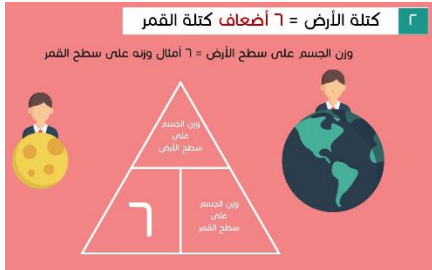 ٢ كتلة الأرض = ٦ أضعاف كتلة القمر
وزن الجسم على سطح الأرض = ٦ أمثال وزنه على سطح القمر
وزن الجسم
على
سطح الأرض
وزن الجسم
على
سطح القمر
٦